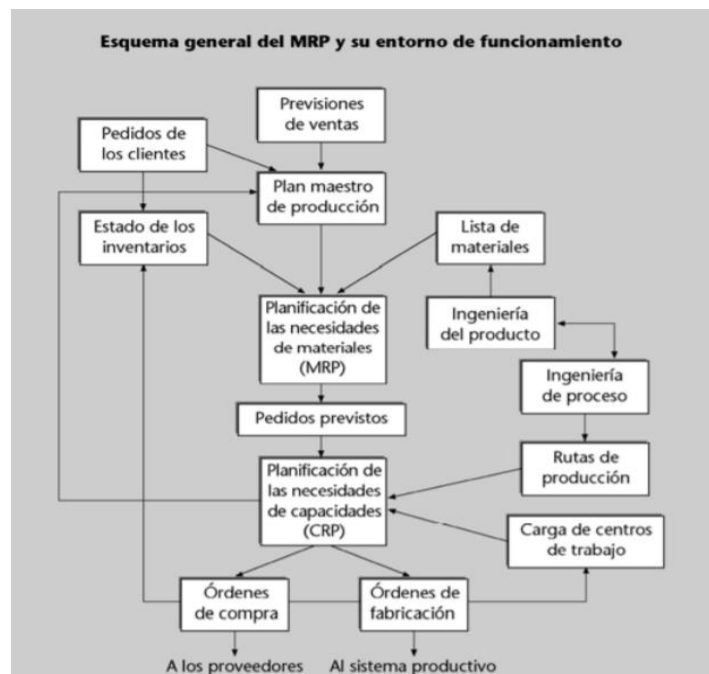 Esquema general del MRP y su entorno de funcionamiento
Previsiones
de ventas
Pedidos de
los clientes
Plan maestro
de producción
Estado de los
inventarios
Lista de
materiales
Planificación de
las necesidades
de materiales
(MRP)
Ingeniería
del producto
Ingeniería
de proceso
Pedidos previstos
Rutas de
producción
Planificación de
las necesidades
de capacidades
(CRP)
Carga de centros
de trabajo
Órdenes
de compra
Órdenes de
fabricación
A los proveedores
Al sistema productivo